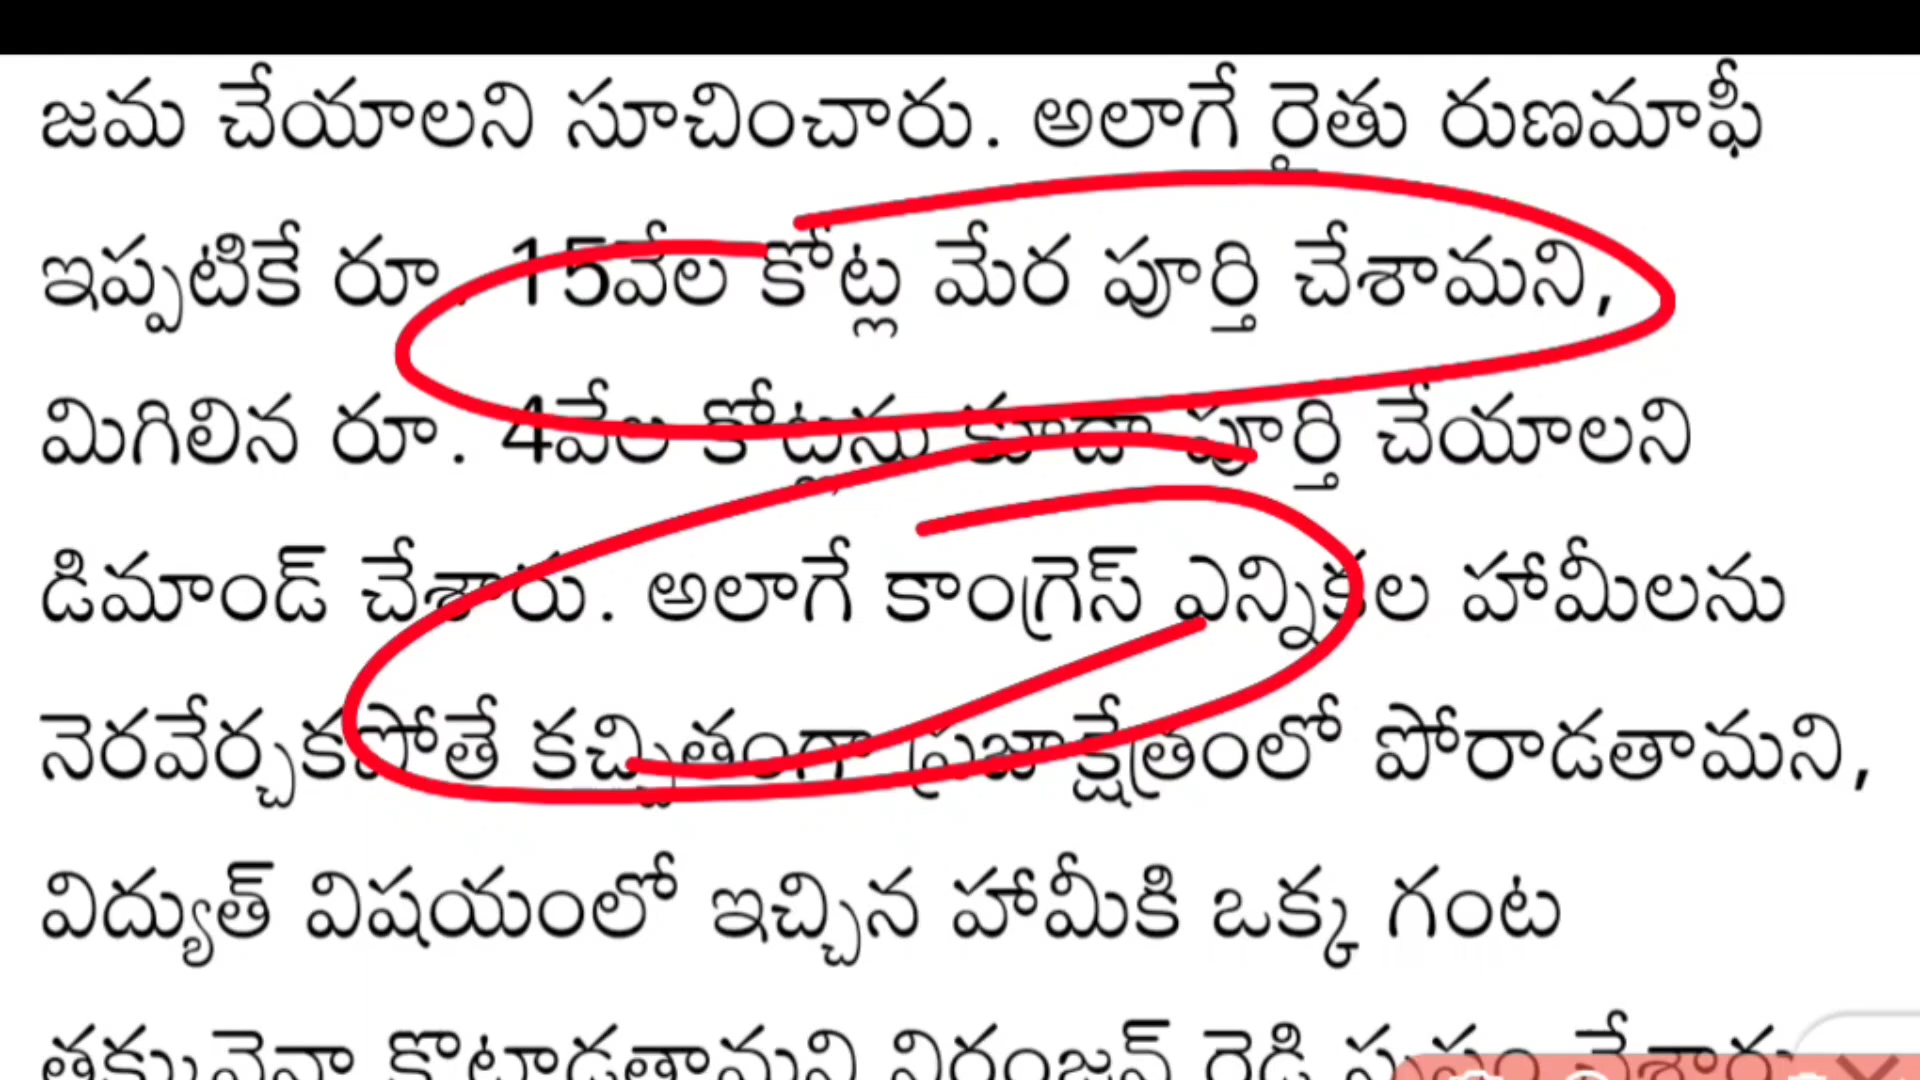 జమ చేయాలని సూచించారు. అలాగే రైతు రుణమాఫీ
ఇప్పటికే రూ. 15వేల కోట్ల మేర పూర్తి చేశామని,
మిగిలిన రూ. 4వేల కోట్లను కూడా పూర్తి చేయాలని
డిమాండ్ చేశారు. అలాగే కాంగ్రెస్ ఎన్నికల హామీలను
నెరవేర్చకపోతే కచ్చితంగా ప్రజాక్షేత్రంలో పోరాడతామని,
విద్యుత్ విషయంలో ఇచ్చిన హామీకి ఒక్క గంట
తక్కువైనా కొట్లాడతామని నిరంజన్ రెడ్డి స్పష్టం చేశారు